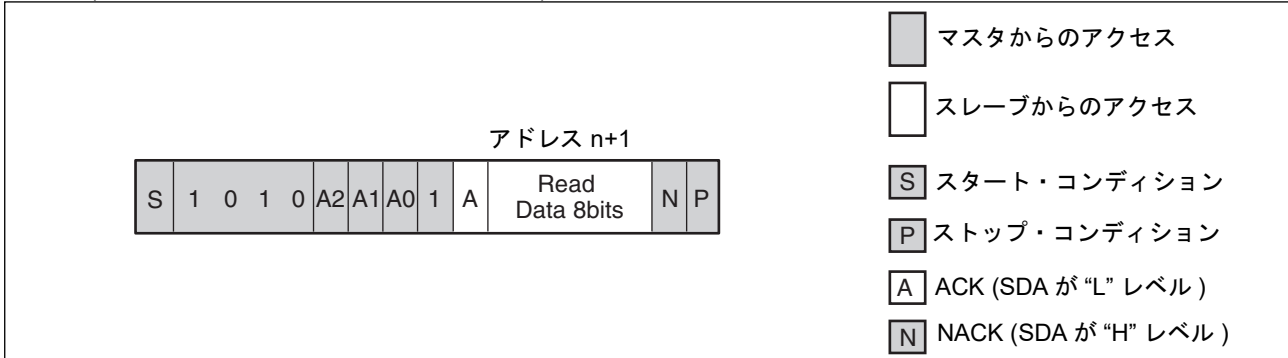 アドレス n+1
S 1 0 1 0 A2 A1 A0 1 A Read Data 8bits N P
マスタからのアクセス
スレーブからのアクセス
S スタート・コンディション
P ストップ・コンディション
A ACK (SDA が “L” レベル )
N NACK (SDA が “H” レベル )